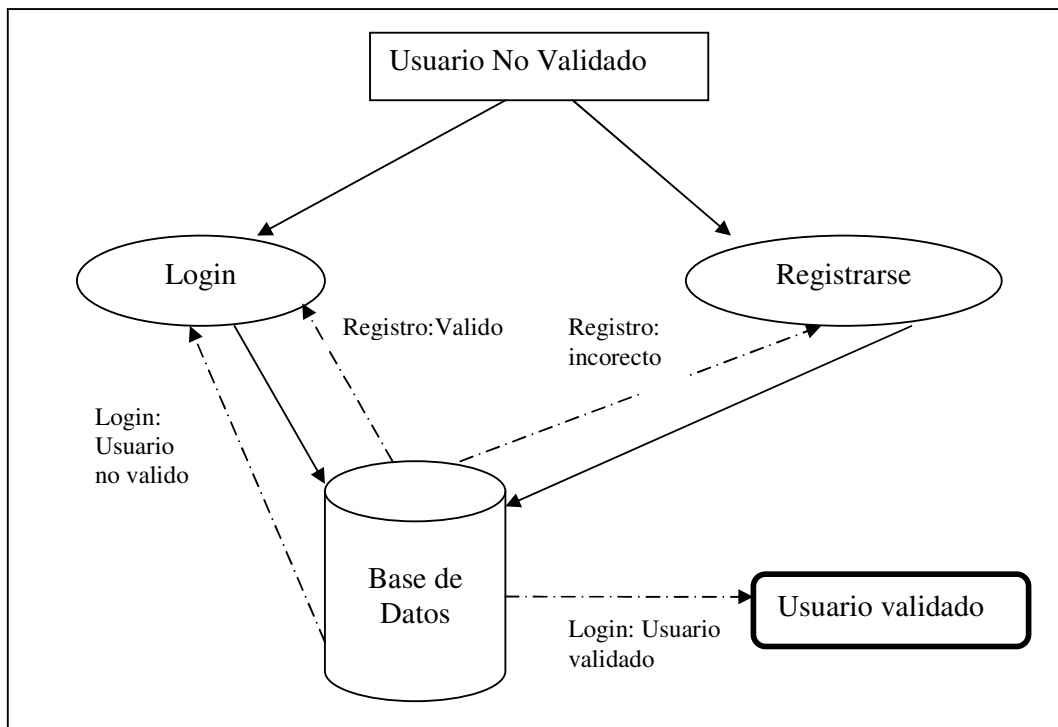 Usuario No Validado
Login
Registrarse
Registro:Valido
Registro:
incorecto
Login:
Usuario
no valido
Base de
Datos
Usuario validado
Login: Usuario
validado